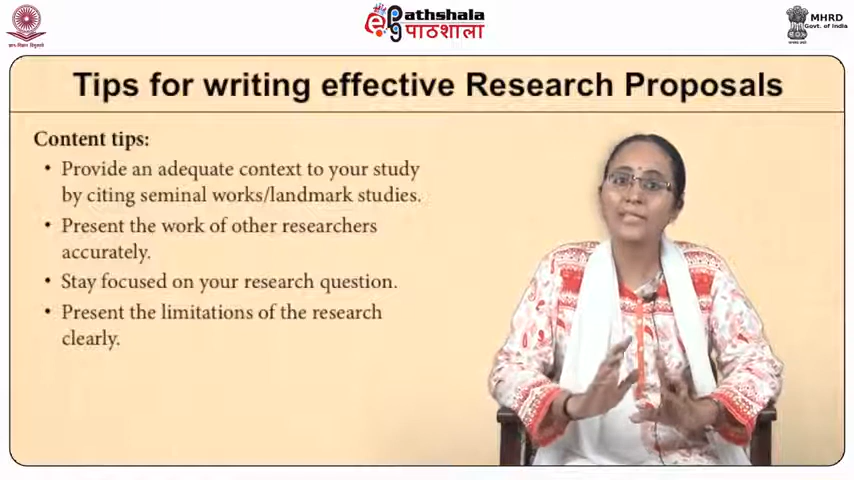 ePathshala
पाठशाला
MHRD
Govt. of India
Tips for writing effective Research Proposals
Content tips:
• Provide an adequate context to your study
by citing seminal works/landmark studies.
• Present the work of other researchers
accurately.
• Stay focused on your research question.
• Present the limitations of the research
clearly.